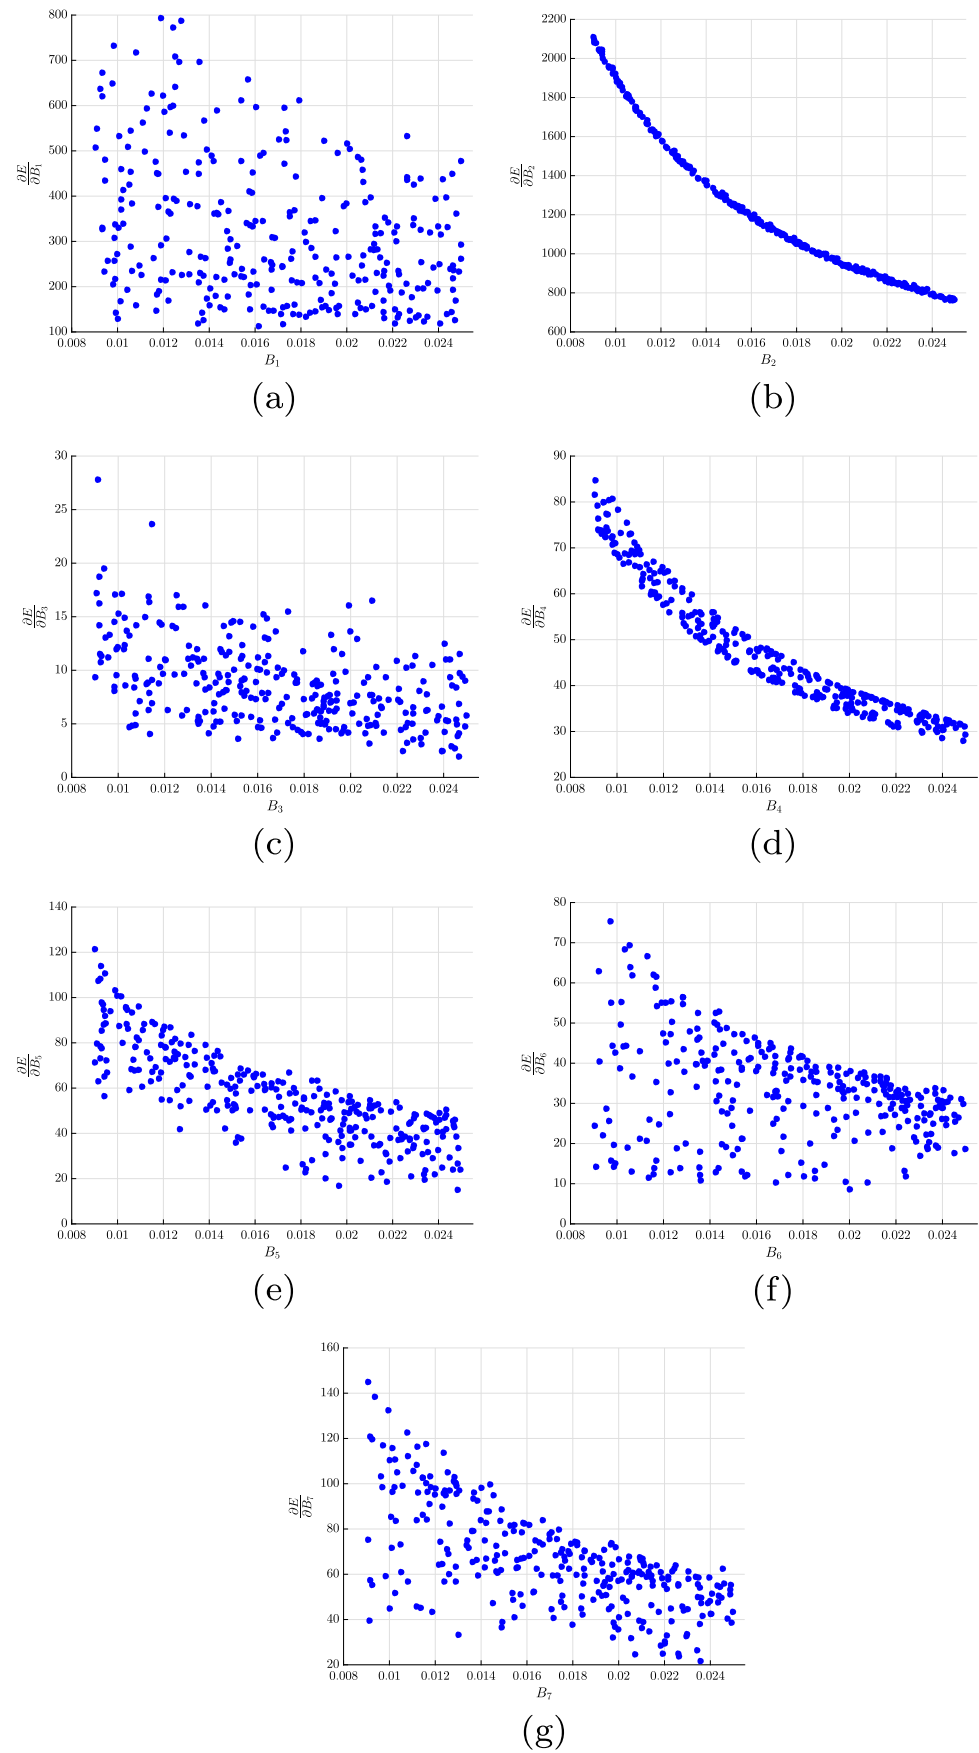 800
700
600
500
400
300
200
100
∂E
∂B₁
0.008 0.01 0.012 0.014 0.016 0.018 0.02 0.022 0.024
B₁
(a)
2200
2000
1800
1600
1400
1200
1000
800
600
∂E
∂B₂
0.008 0.01 0.012 0.014 0.016 0.018 0.02 0.022 0.024
B₂
(b)
30
25
20
15
10
5
0
∂E
∂B₃
0.008 0.01 0.012 0.014 0.016 0.018 0.02 0.022 0.024
B₃
(c)
90
80
70
60
50
40
30
20
∂E
∂B₄
0.008 0.01 0.012 0.014 0.016 0.018 0.02 0.022 0.024
B₄
(d)
140
120
100
80
60
40
20
0
∂E
∂B₅
0.008 0.01 0.012 0.014 0.016 0.018 0.02 0.022 0.024
B₅
(e)
80
70
60
50
40
30
20
10
0
∂E
∂B₆
0.008 0.01 0.012 0.014 0.016 0.018 0.02 0.022 0.024
B₆
(f)
160
140
120
100
80
60
40
20
∂E
∂B₇
0.008 0.01 0.012 0.014 0.016 0.018 0.02 0.022 0.024
B₇
(g)